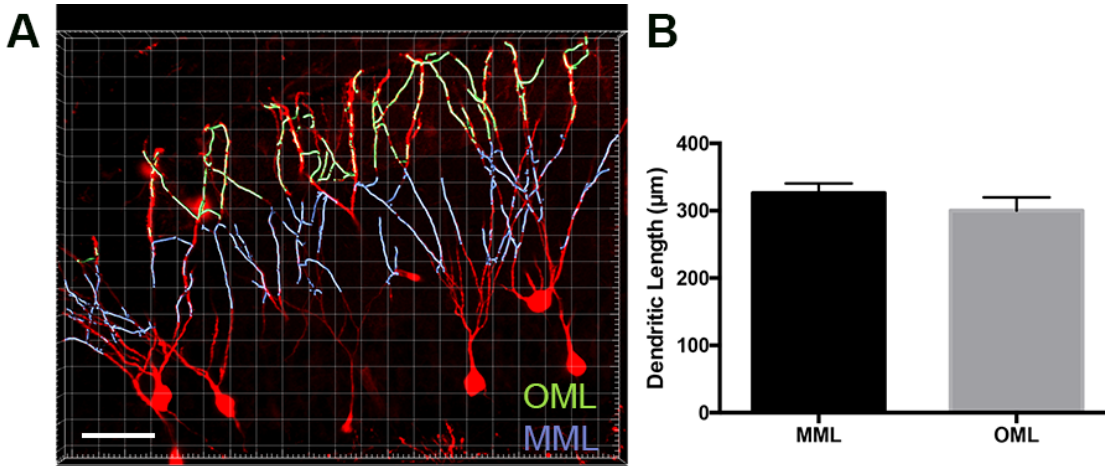 A
OML
MML
B
Dendritic Length (µm)
400
300
200
100
0
MML
OML